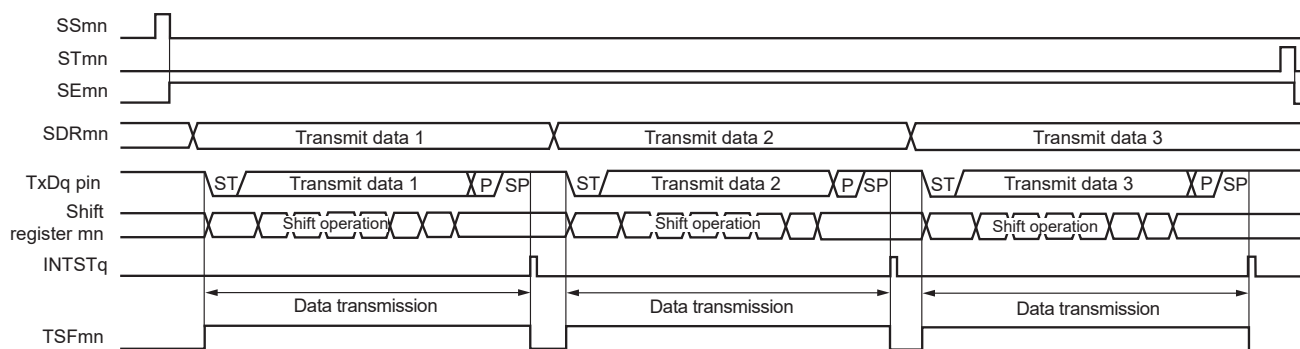 SSmn
STmn
SEmn
SDRmn Transmit data 1 Transmit data 2 Transmit data 3
TxDq pin ST Transmit data 1 P SP ST Transmit data 2 P SP ST Transmit data 3 P SP
Shift
register mn Shift operation Shift operation Shift operation
INTSTq
Data transmission Data transmission Data transmission
TSFmn